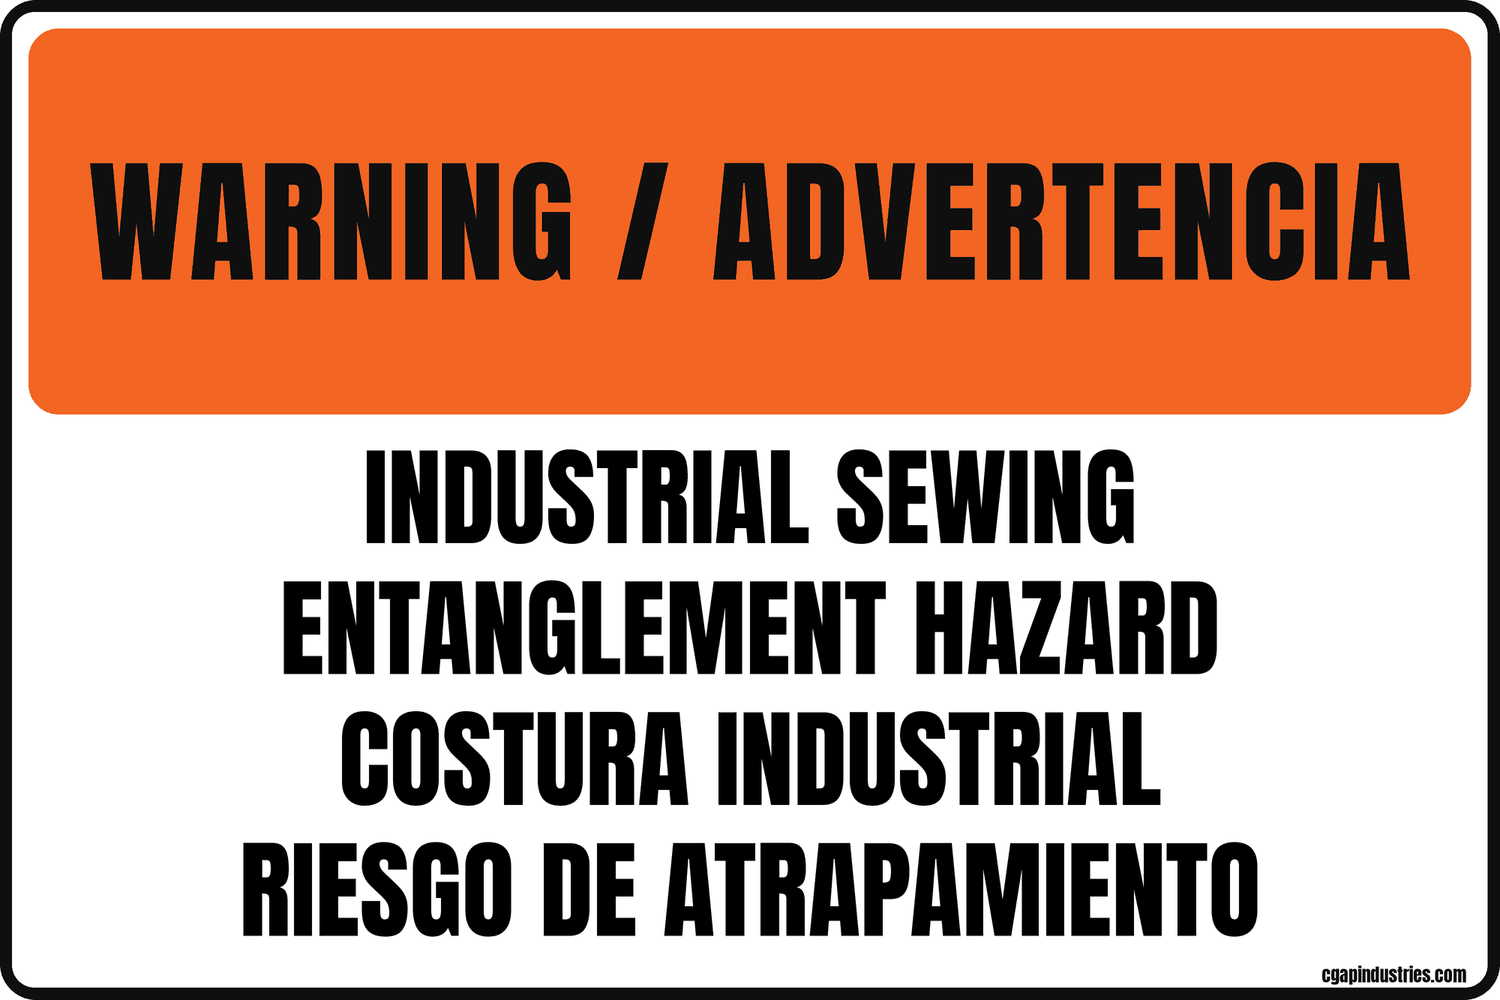 WARNING / ADVERTENCIA
INDUSTRIAL SEWING
ENTANGLEMENT HAZARD
COSTURA INDUSTRIAL
RIESGO DE ATRAPAMIENTO
cgapindustries.com